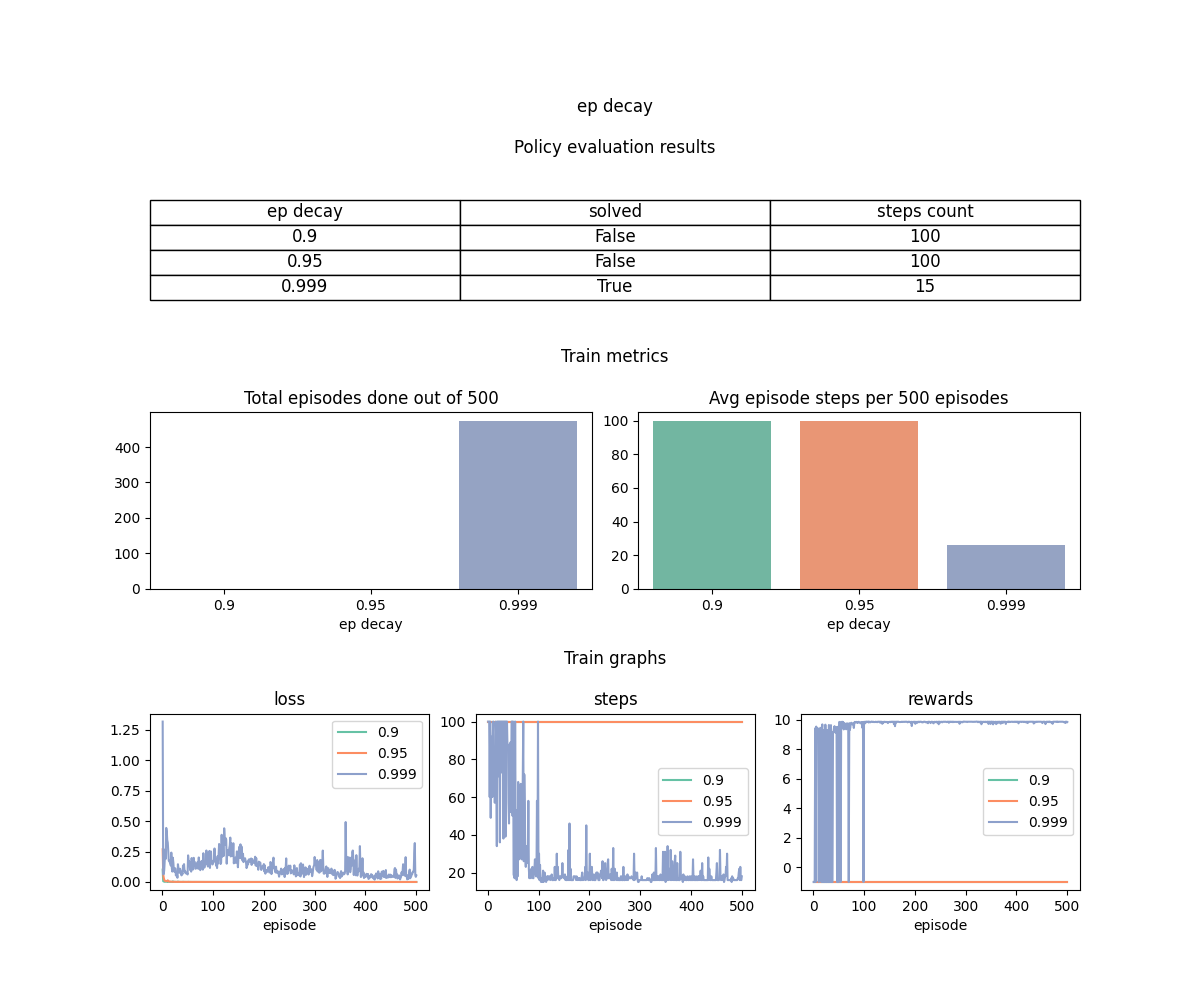 ep decay
Policy evaluation results
ep decay solved steps count
0.9 False 100
0.95 False 100
0.999 True 15
Train metrics
Total episodes done out of 500
400
300
200
100
0
0.9 0.95 0.999
ep decay
Avg episode steps per 500 episodes
100
80
60
40
20
0
0.9 0.95 0.999
ep decay
Train graphs
loss
1.25
1.00
0.75
0.50
0.25
0.00
0.9
0.95
0.999
0 100 200 300 400 500
episode
steps
100
80
60
40
20
0.9
0.95
0.999
0 100 200 300 400 500
episode
rewards
10
8
6
4
2
0
0.9
0.95
0.999
0 100 200 300 400 500
episode